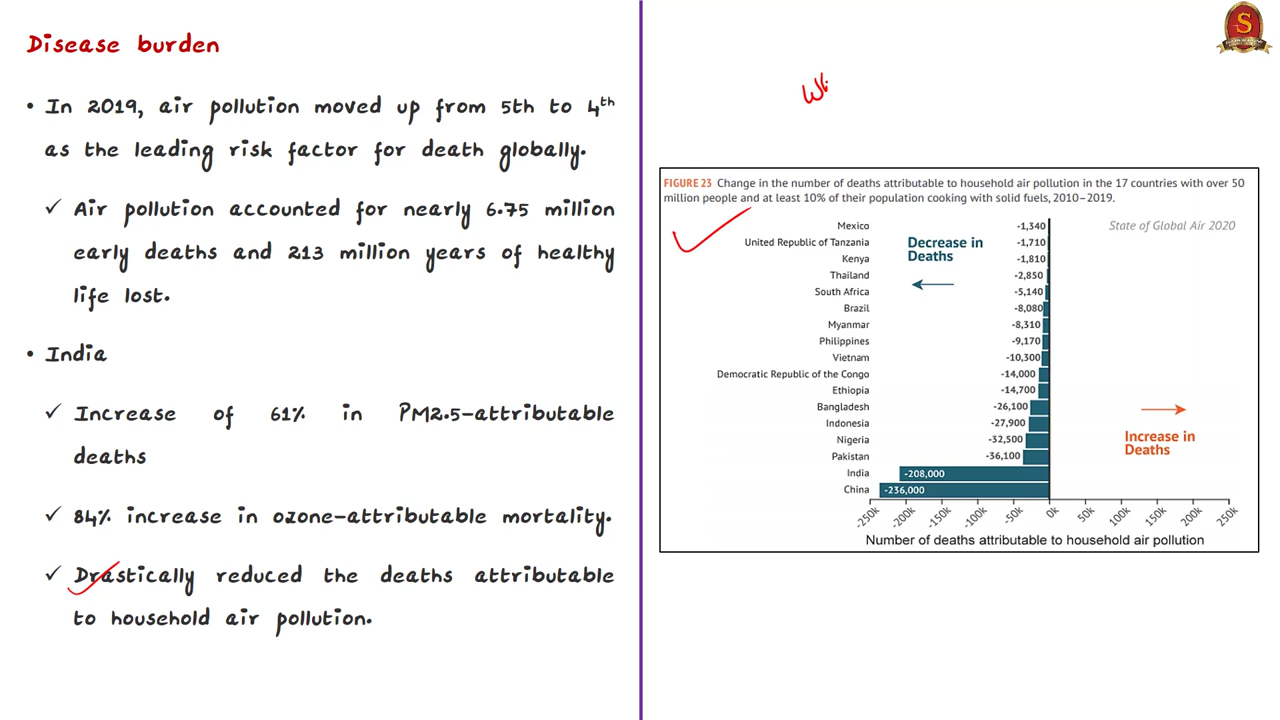 Disease burden
• In 2019, air pollution moved up from 5th to 4th
as the leading risk factor for death globally.
✓ Air pollution accounted for nearly 6.75 million
early deaths and 213 million years of healthy
life lost.
• India
✓ Increase of 61% in PM2.5-attributable
deaths
✓ 84% increase in ozone-attributable mortality.
✓ Drastically reduced the deaths attributable
to household air pollution.
S
FIGURE 23 Change in the number of deaths attributable to household air pollution in the 17 countries with over 50
million people and at least 10% of their population cooking with solid fuels, 2010–2019.
State of Global Air 2020
Mexico -1,340
United Republic of Tanzania -1,710
Kenya -1,810
Thailand -2,850
South Africa -5,140
Brazil -8,080
Myanmar -8,310
Philippines -9,170
Vietnam -10,300
Democratic Republic of the Congo -14,000
Ethiopia -14,700
Bangladesh -26,100
Indonesia -27,900
Nigeria -32,500
Pakistan -36,100
India -208,000
China -236,000
Decrease in
Deaths
Increase in
Deaths
-250k -200k -150k -100k -50k 0k 50k 100k 150k 200k 250k
Number of deaths attributable to household air pollution